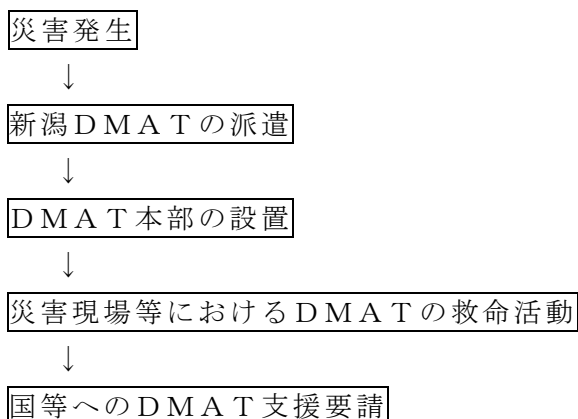 災害発生
↓
新潟ＤＭＡＴの派遣
↓
ＤＭＡＴ本部の設置
↓
災害現場等におけるＤＭＡＴの救命活動
↓
国等へのＤＭＡＴ支援要請